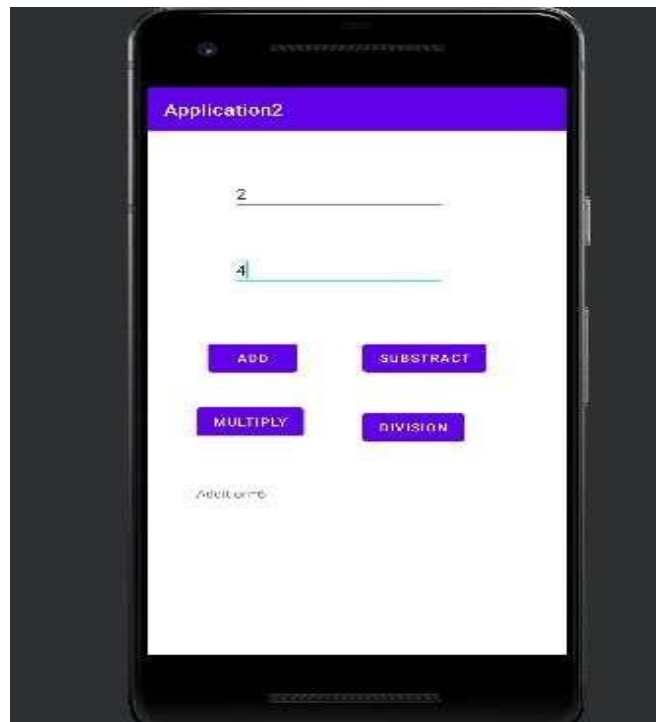 Application2
2
4
ADD SUBSTRACT
MULTIPLY DIVISION
Addition=6